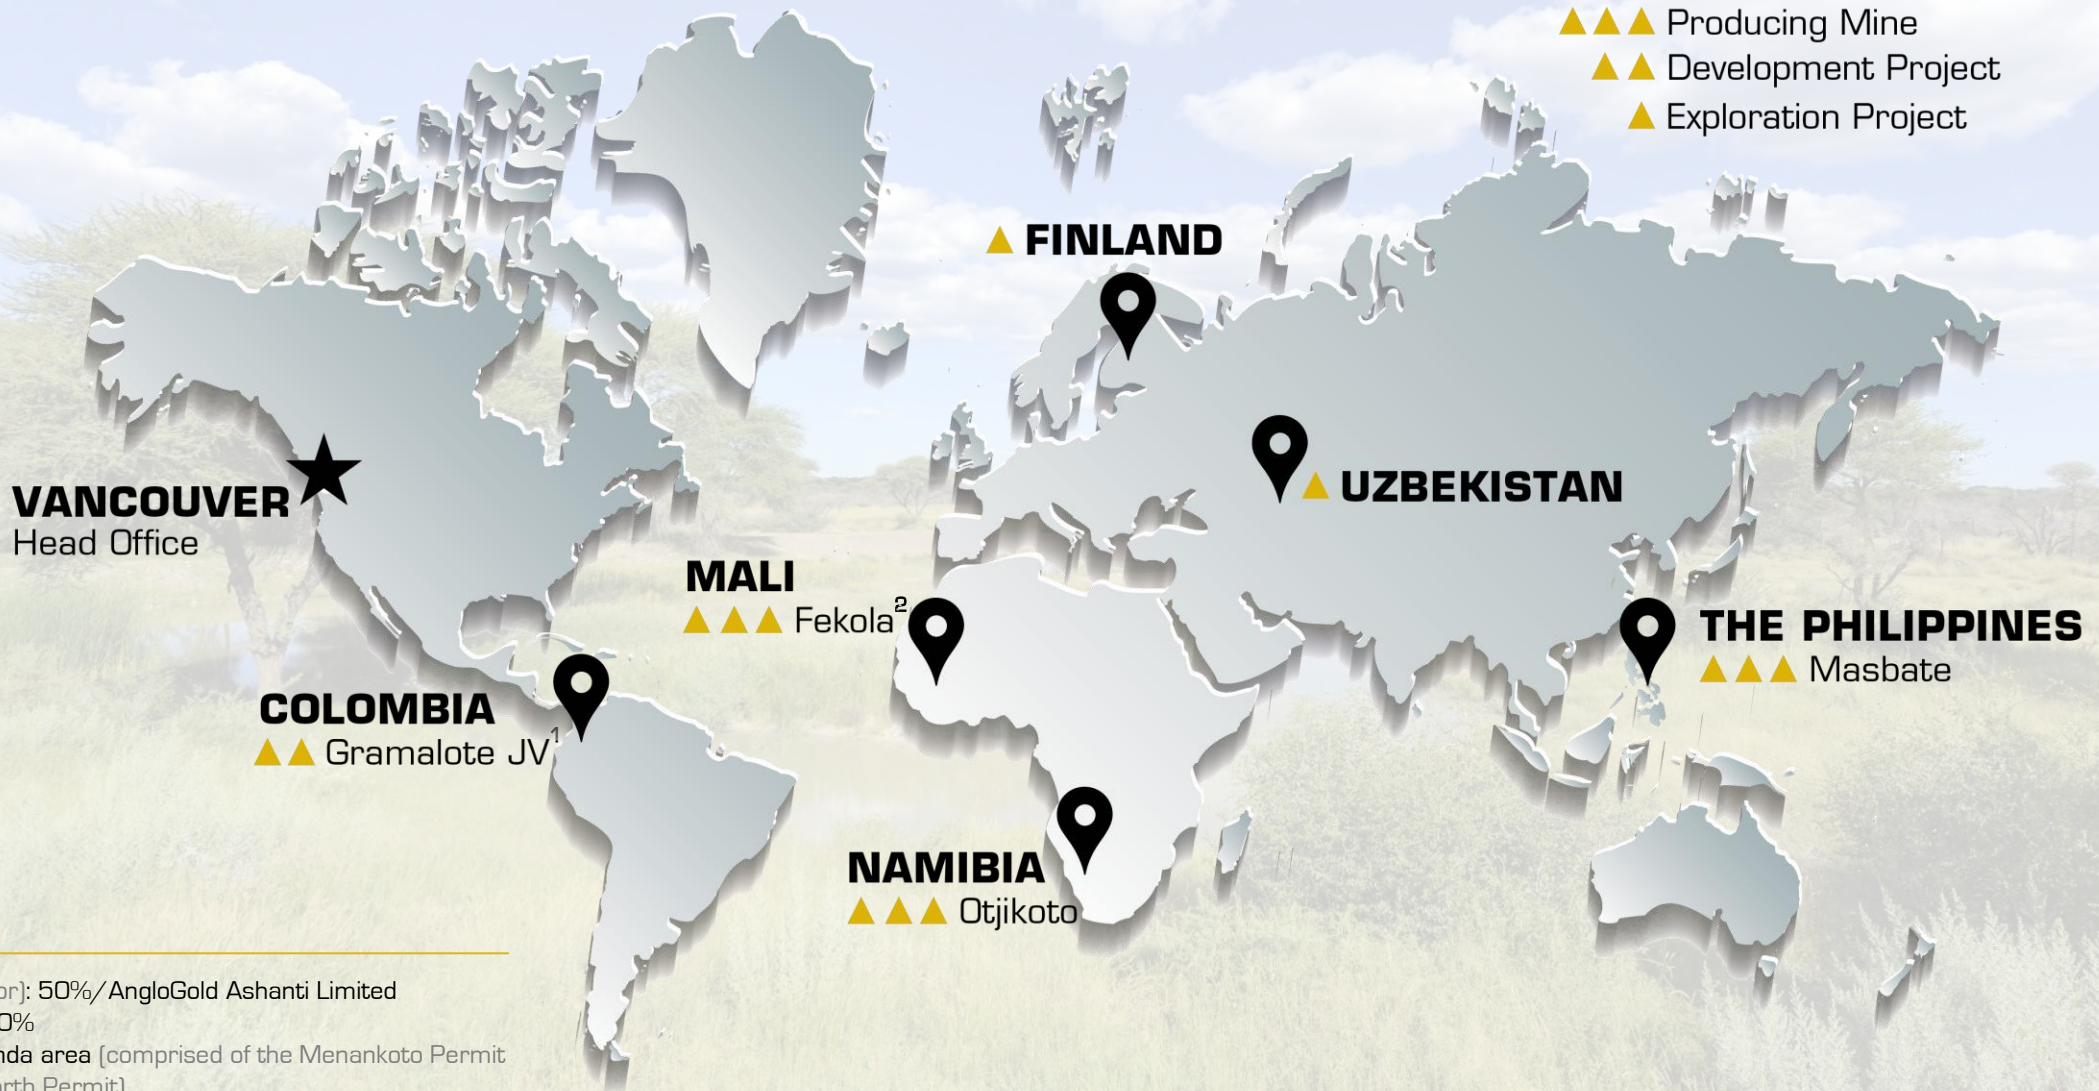 Producing Mine
Development Project
Exploration Project
FINLAND
UZBEKISTAN
VANCOUVER
Head Office
MALI
Fekola²
THE PHILIPPINES
Masbate
COLOMBIA
Gramalote JV¹
NAMIBIA
Otjikoto
: 50%/AngloGold Ashanti Limited
area (comprised of the Menankoto Permit
Permit)